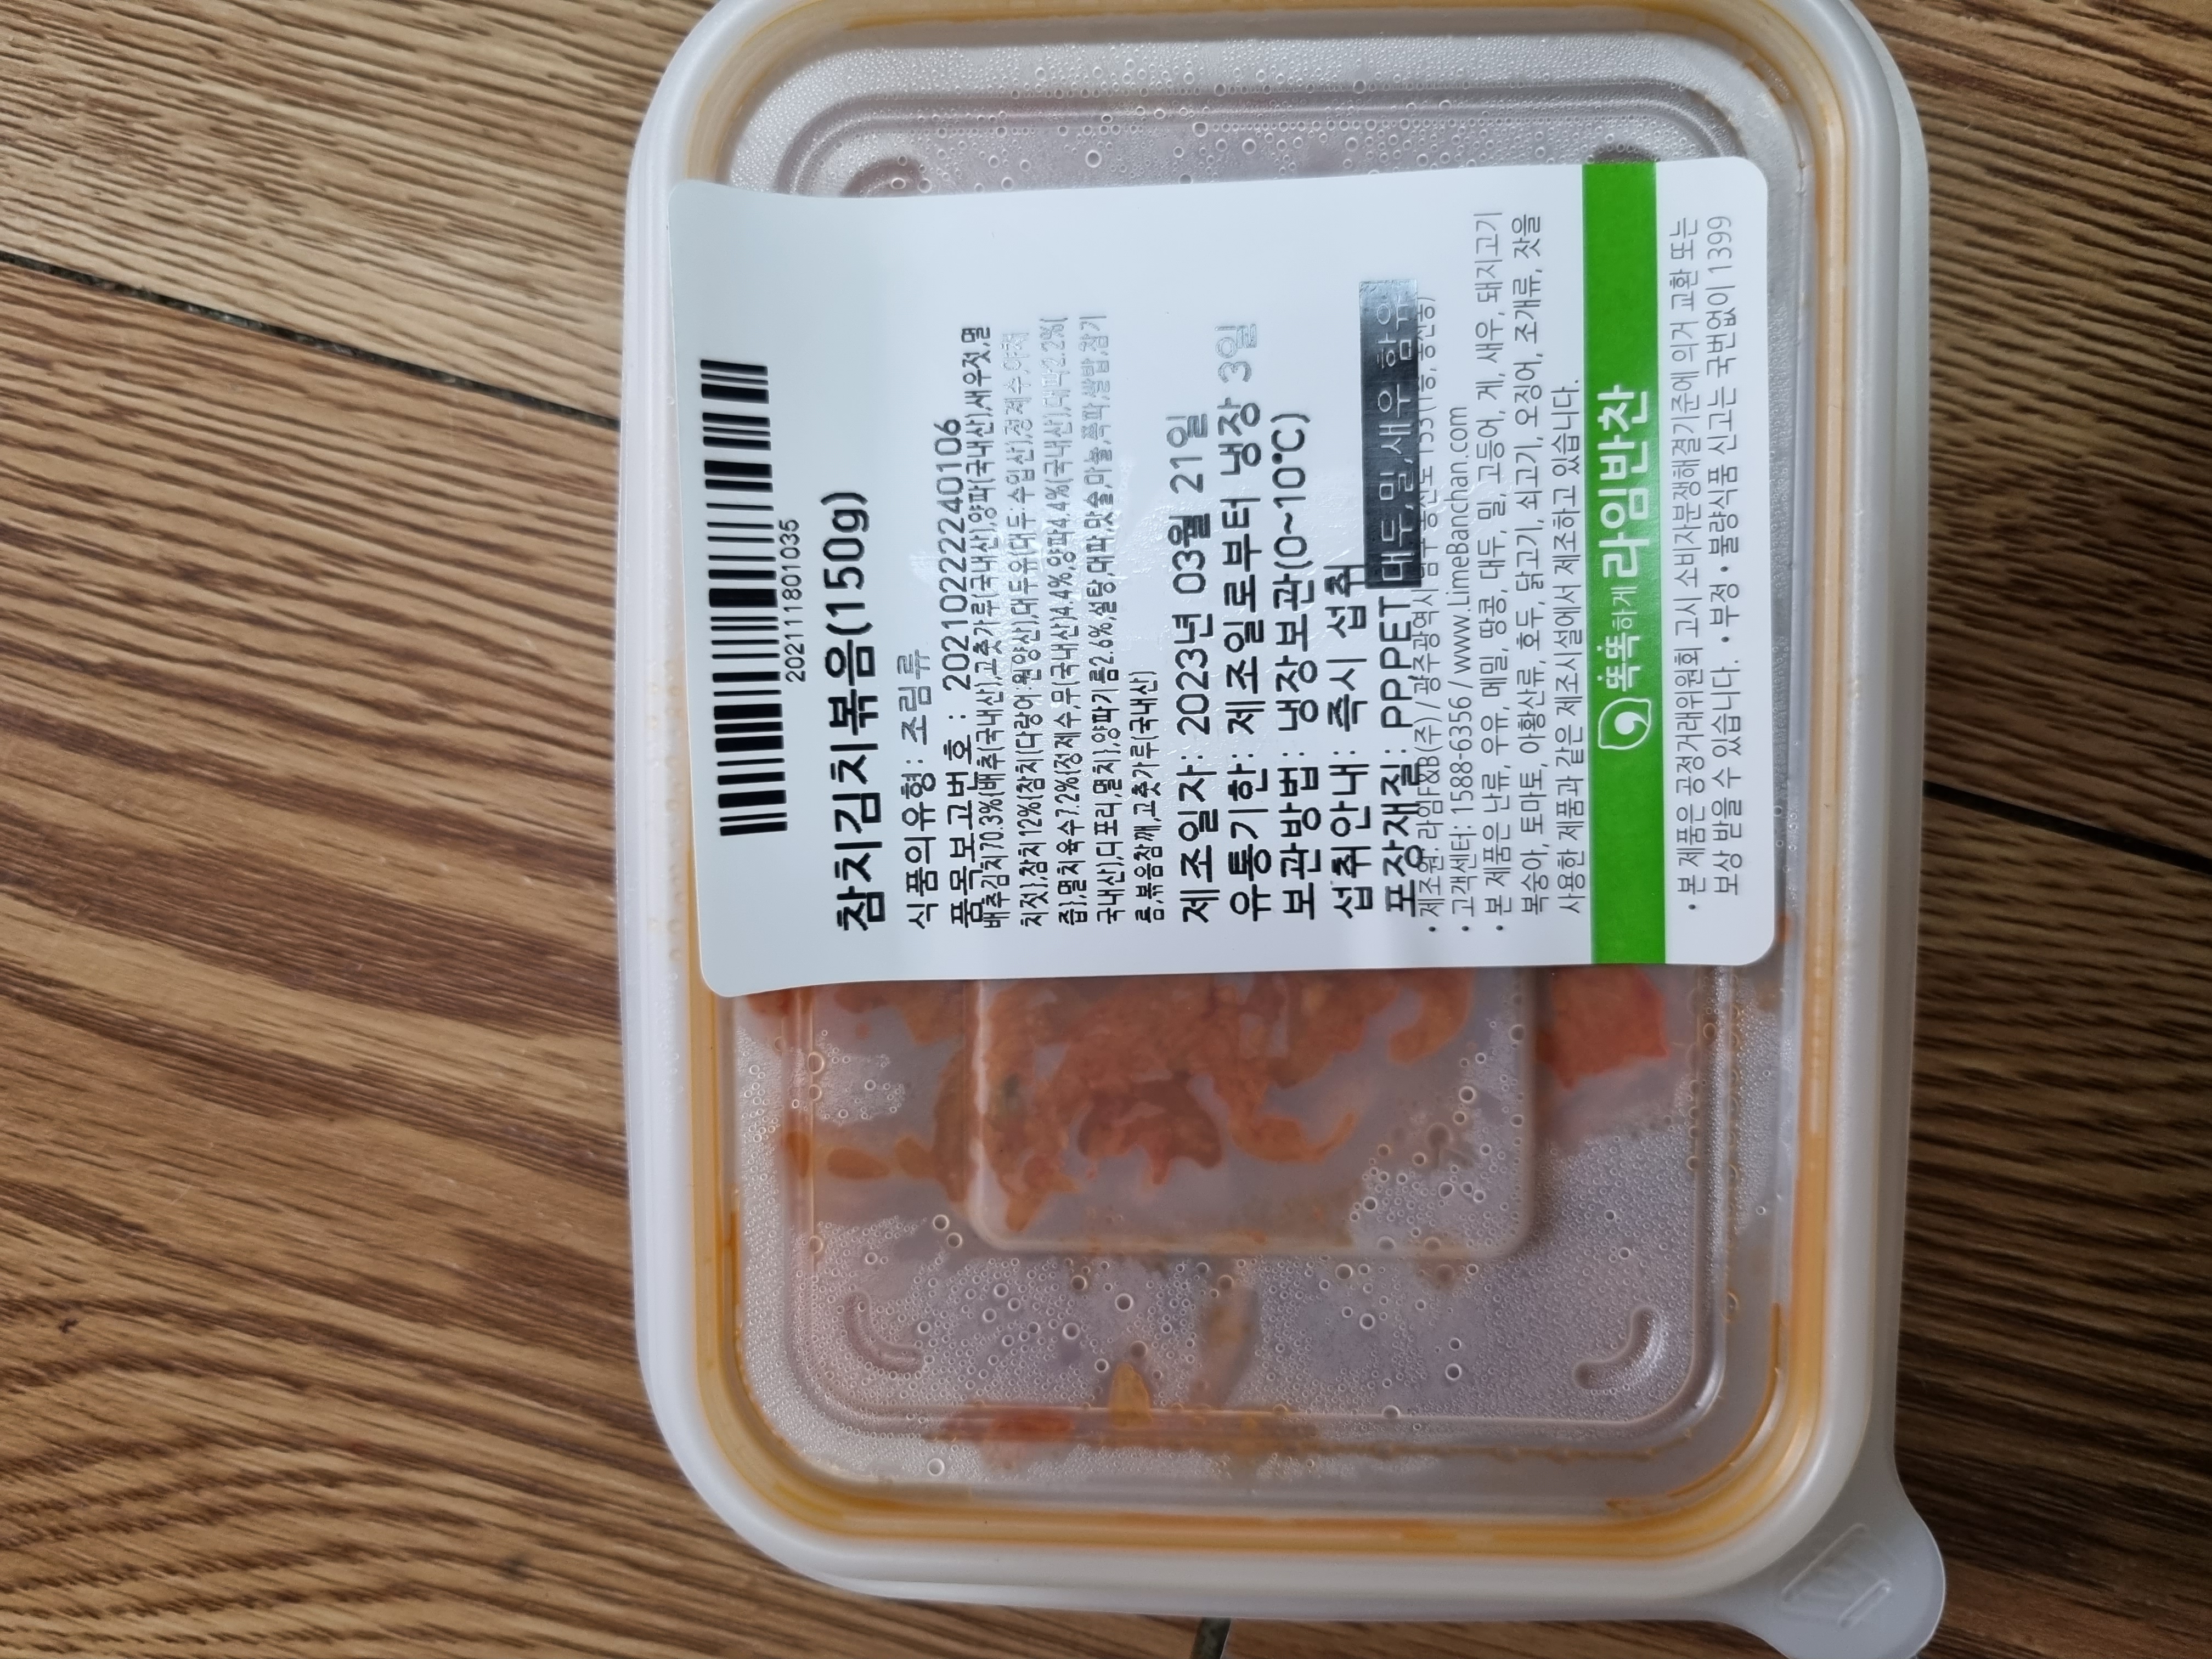 202111801035
참치김치볶음(150g)
식품의유형: 조림류
품목보고번호 : 2021022240106
배추김치70.3%{배추(국내산),고춧가루(국내산),양파(국내산),새우젓,멸
치젓},참치12%{참치(다랑어:원양산),대두유(대두:수입산),정제수,야채
즙},멸치육수7.2%{정제수,무(국내산)4.4%,양파4.4%(국내산),대파2.2%(
국내산),디포리,멸치},양파기름2.6%,설탕,대파,맛술,마늘,쪽파,쌀밥,참기
름,볶음참깨,고춧가루(국내산)
제조일자: 2023년 03월 21일
유통기한: 제조일로부터 냉장 3일
보관방법: 냉장보관(0~10℃)
섭취안내: 즉시 섭취
포장재질: PP,PET 대두,밀,새우 함유
• 제조원: 라임F&B(주) / 광주광역시
• 고객센터: 1588-6356 / www.LimeBanchan.com
• 본 제품은 난류, 우유, 메밀, 땅콩, 대두, 밀, 고등어, 게, 새우, 돼지고기
복숭아, 토마토, 아황산류, 호두, 닭고기, 쇠고기, 오징어, 조개류, 잣을
사용한 제품과 같은 제조시설에서 제조하고 있습니다.
똑똑하게 라임반찬
• 본 제품은 공정거래위원회 고시 소비자분쟁해결기준에 의거 교환 또는
보상 받을 수 있습니다. • 부정 • 불량식품 신고는 국번없이 1399